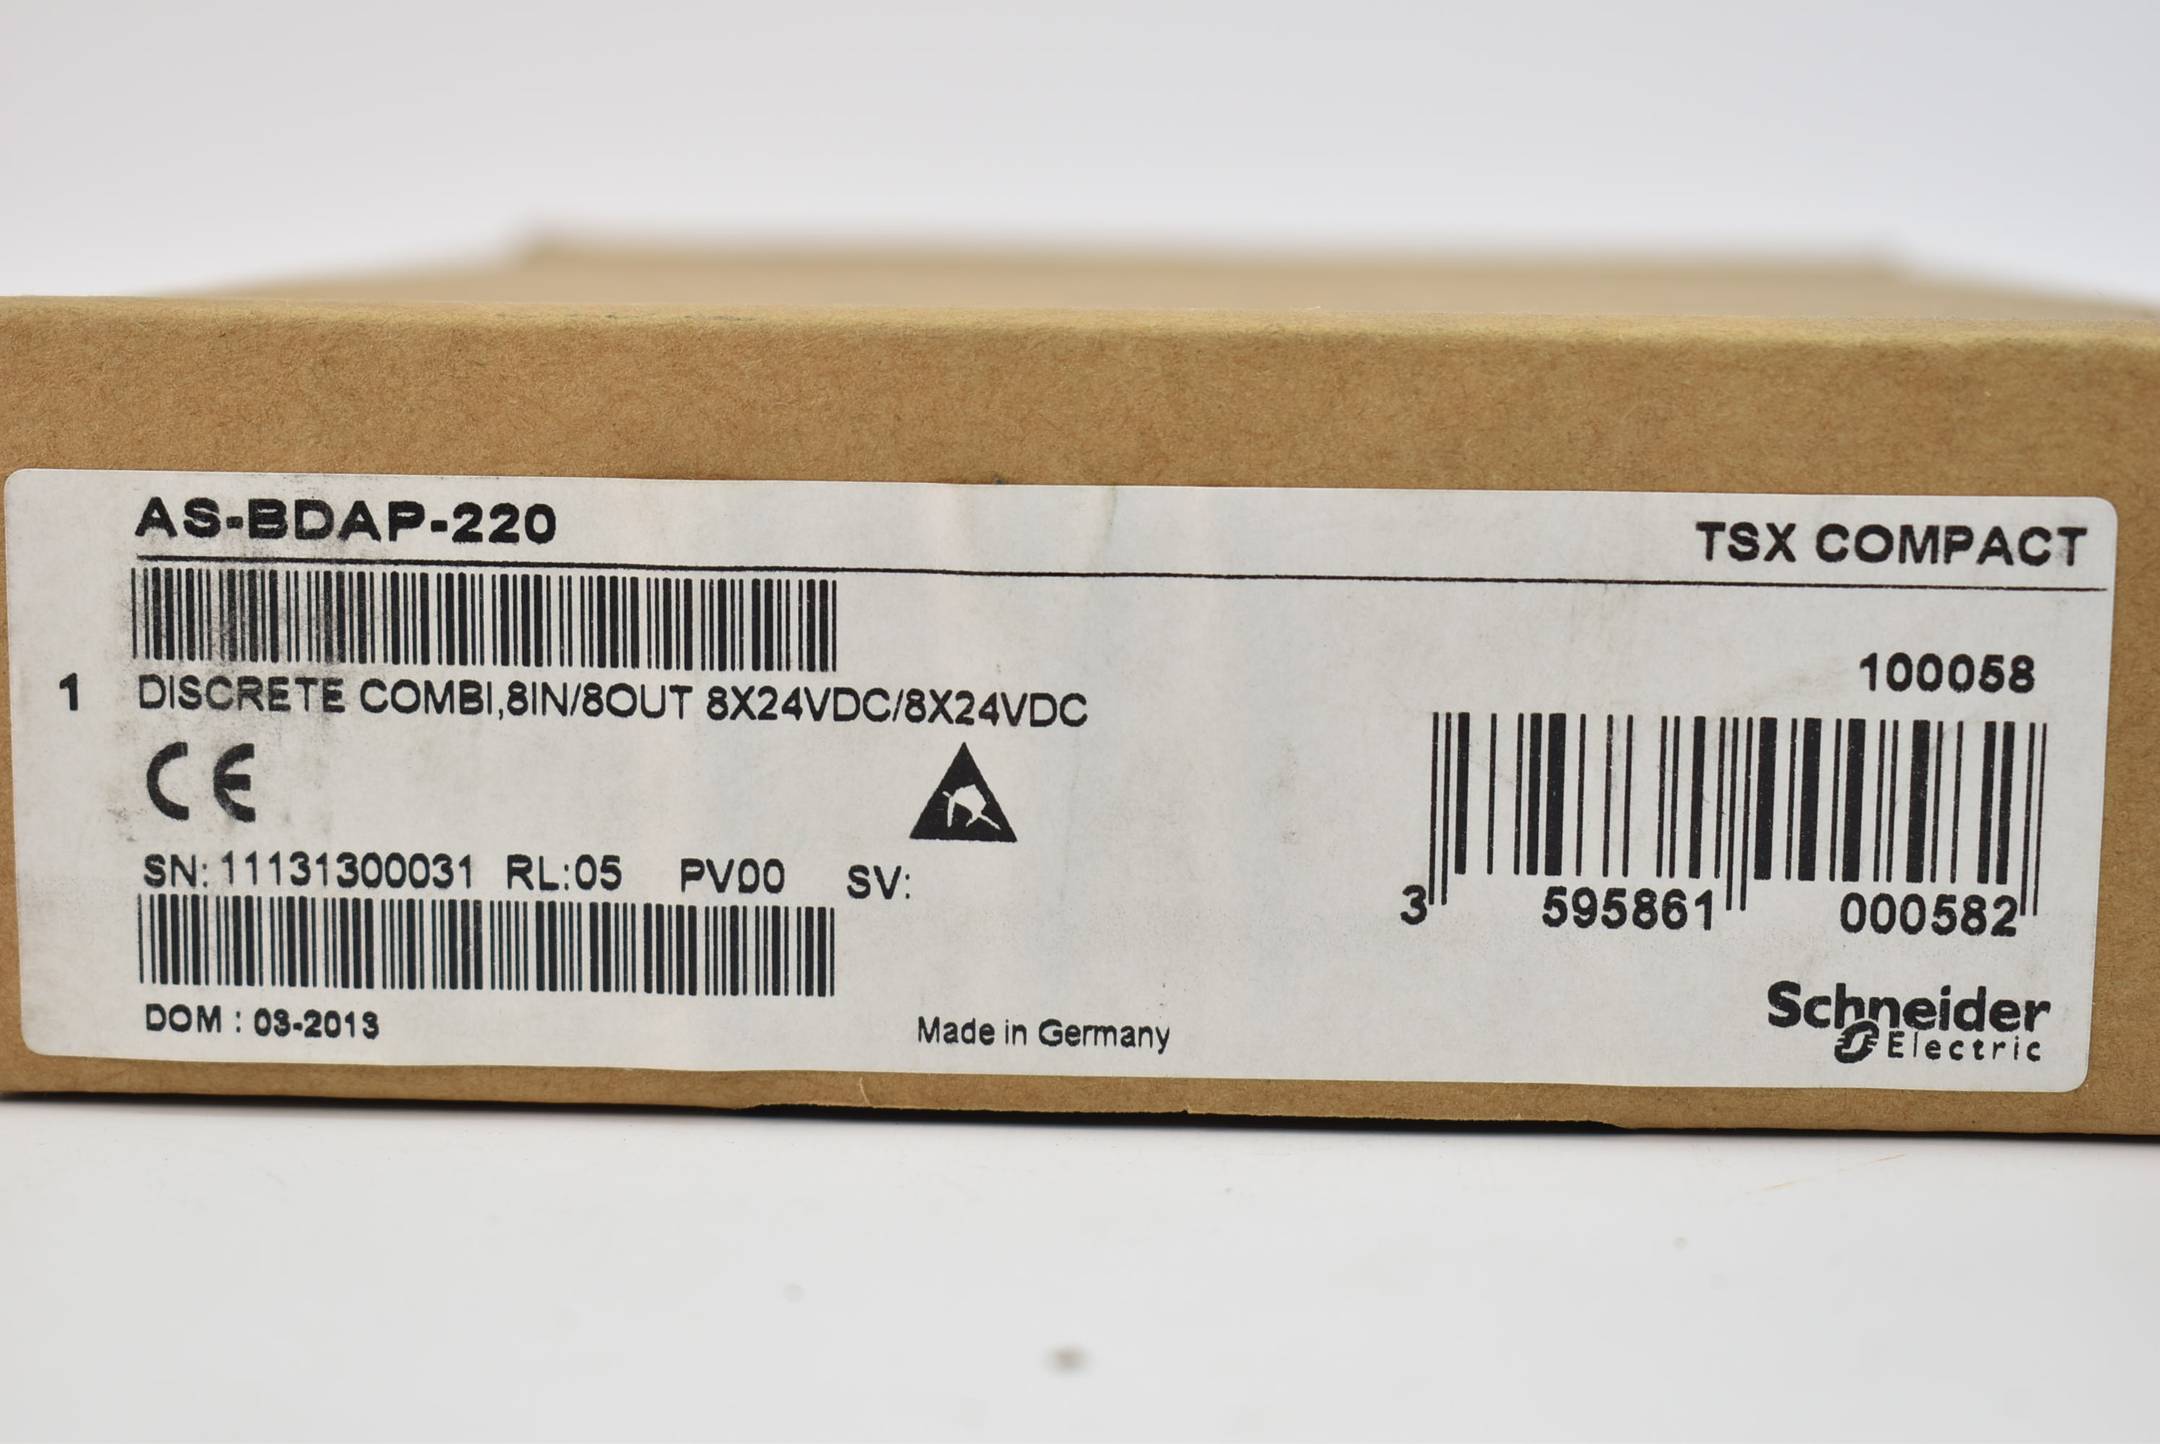 AS-BDAP-220
TSX COMPACT
1 DISCRETE COMBI,8IN/8OUT 8X24VDC/8X24VDC
100058
CE
SN: 11131300031 RL:05 PV00 SV:
3 595861 000582
DOM : 03-2013
Made in Germany
Schneider
Electric